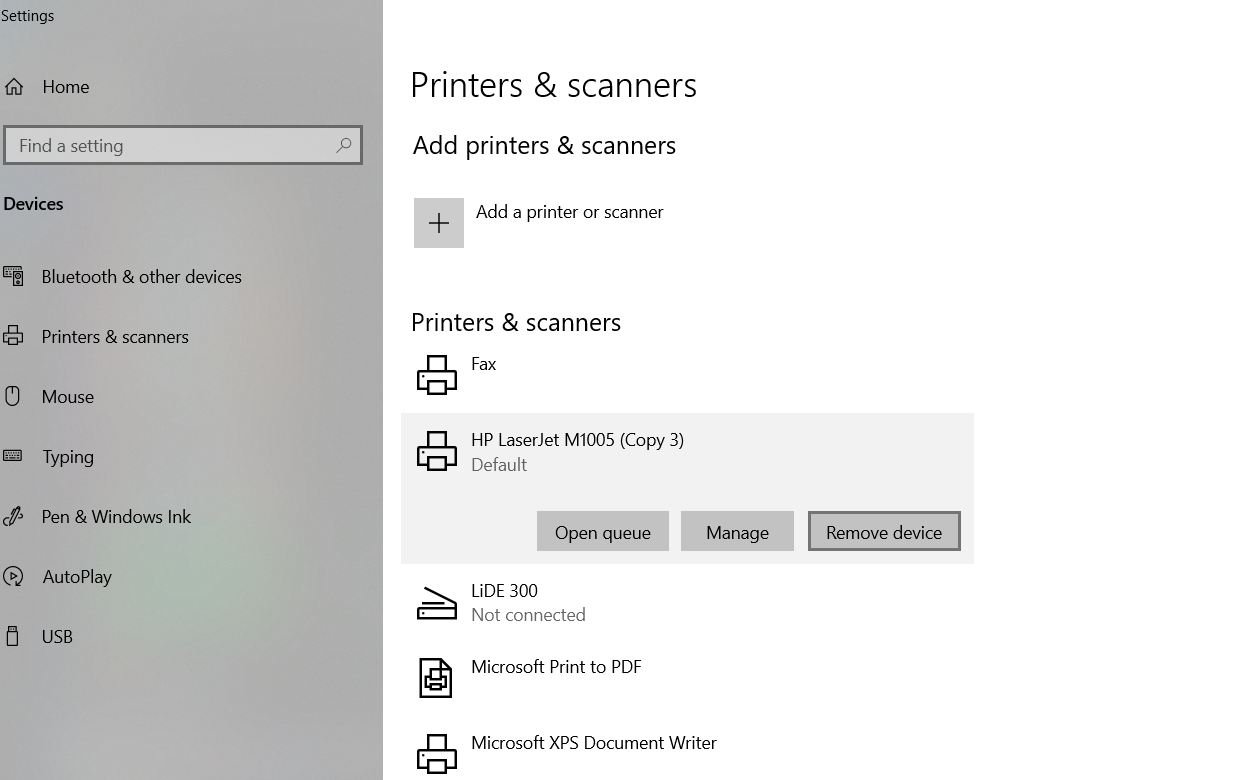 Settings
Home
Find a setting
Devices
Bluetooth & other devices
Printers & scanners
Mouse
Typing
Pen & Windows Ink
AutoPlay
USB
Printers & scanners
Add printers & scanners
Add a printer or scanner
Printers & scanners
Fax
HP LaserJet M1005 (Copy 3)
Default
Open queue Manage Remove device
LiDE 300
Not connected
Microsoft Print to PDF
Microsoft XPS Document Writer